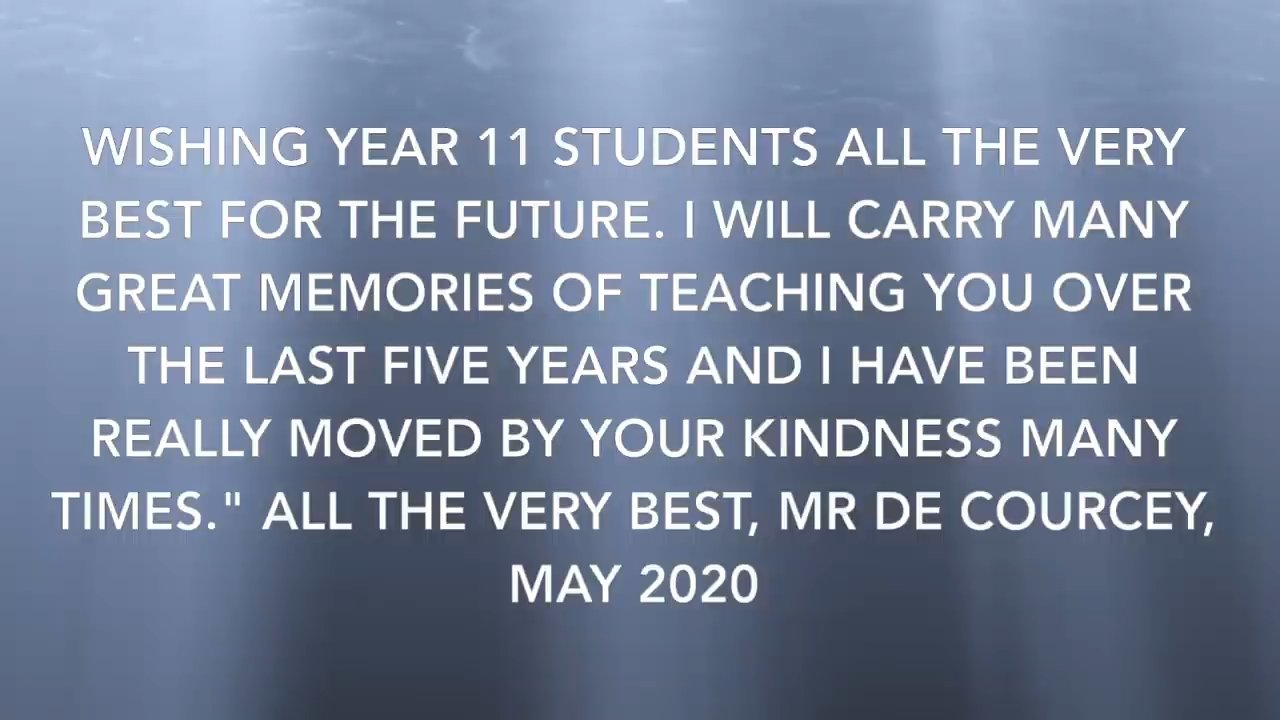 WISHING YEAR 11 STUDENTS ALL THE VERY
BEST FOR THE FUTURE. I WILL CARRY MANY
GREAT MEMORIES OF TEACHING YOU OVER
THE LAST FIVE YEARS AND I HAVE BEEN
REALLY MOVED BY YOUR KINDNESS MANY
TIMES." ALL THE VERY BEST, MR DE COURCEY,
MAY 2020